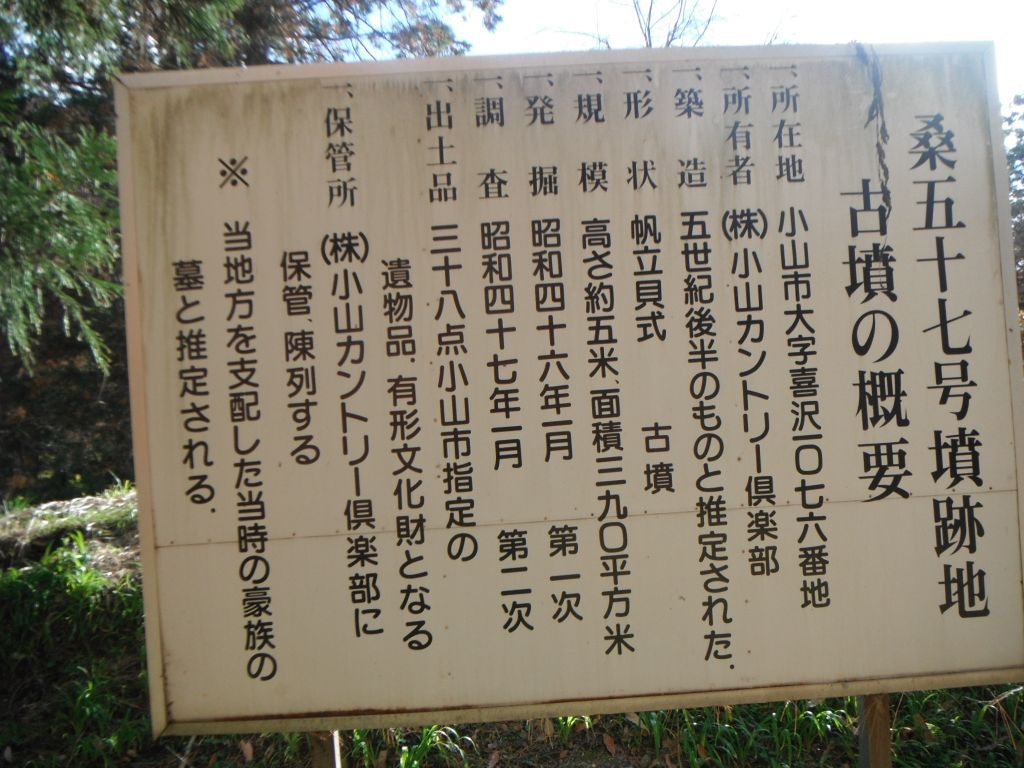 桑五十七号墳跡地
古墳の概要
一、所在地 小山市大字喜沢一〇七六番地
一、所有者 (株)小山カントリー倶楽部
一、築造 五世紀後半のものと推定された.
一、形状 帆立貝式 古墳
一、規模 高さ約五米、面積三九〇平方米
一、発掘 昭和四十六年一月 第一次
一、調査 昭和四十七年一月 第二次
一、出土品 三十八点小山市指定の
遺物品.有形文化財となる
一、保管所 (株)小山カントリー倶楽部に
保管、陳列する
※ 当地方を支配した当時の豪族の
墓と推定される.